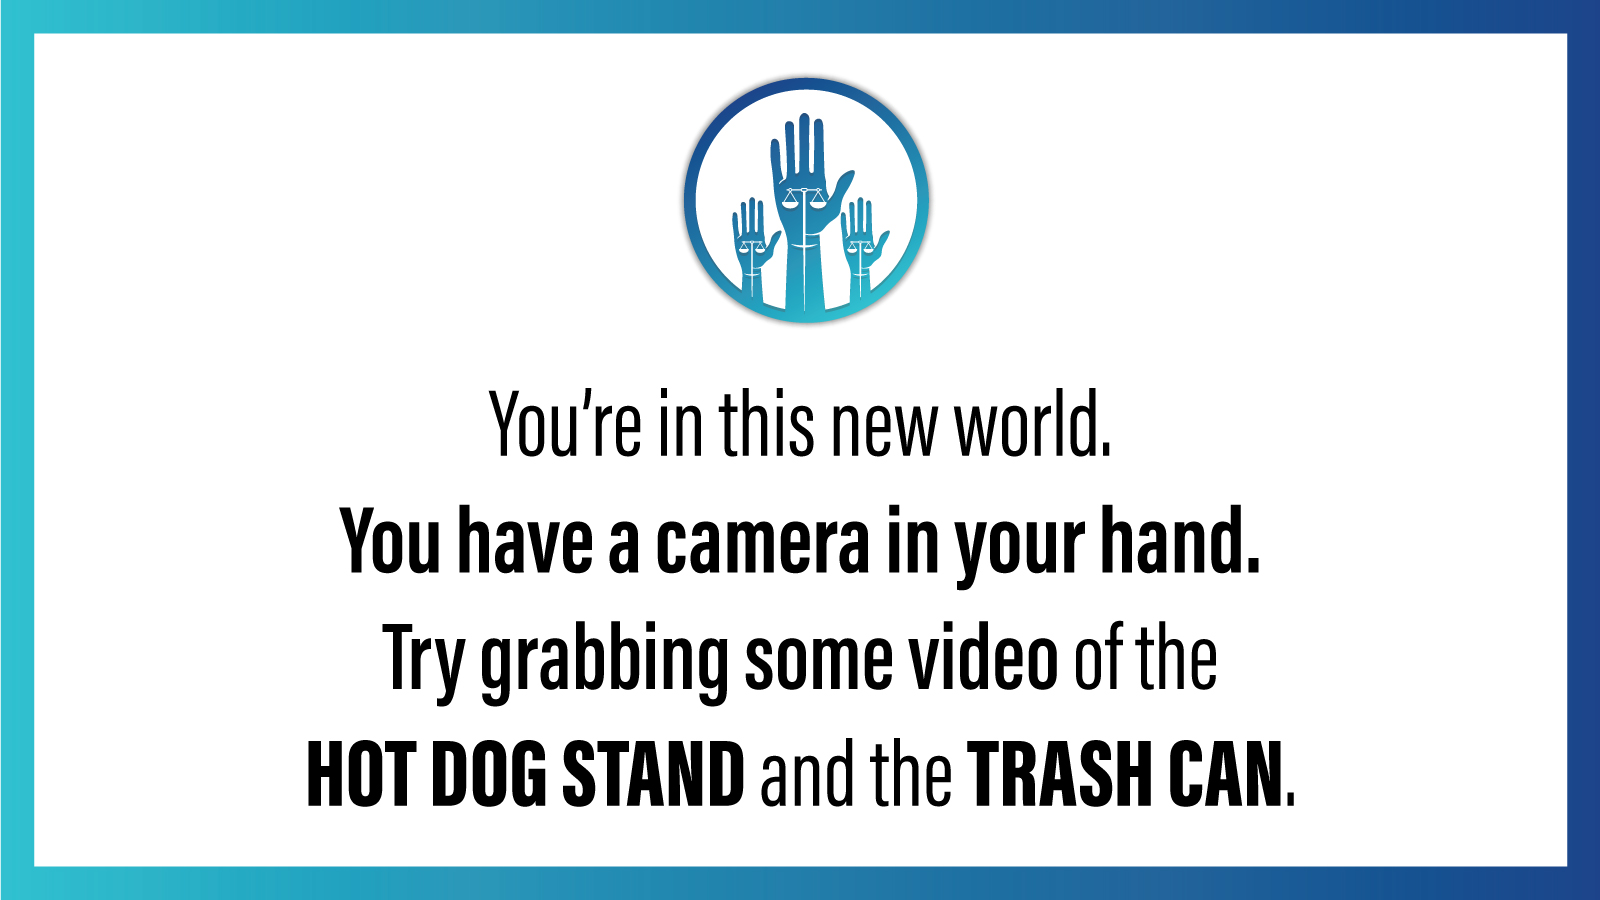 You’re in this new world.
You have a camera in your hand.
Try grabbing some video of the
HOT DOG STAND and the TRASH CAN.